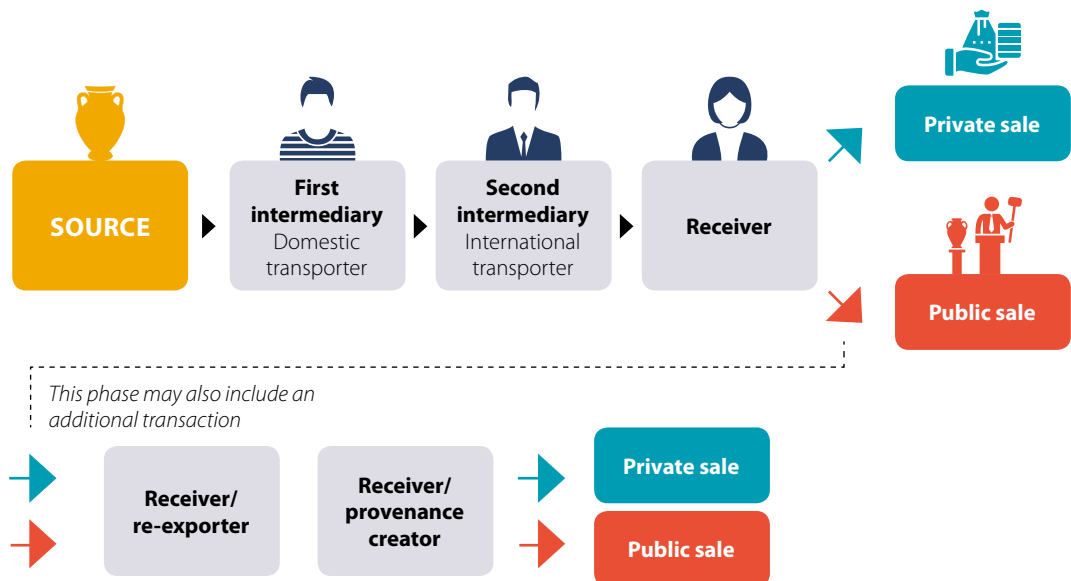 SOURCE
First
intermediary
Domestic
transporter
Second
intermediary
International
transporter
Receiver
Private sale
Public sale
This phase may also include an
additional transaction
Receiver/
re-exporter
Receiver/
provenance
creator
Private sale
Public sale